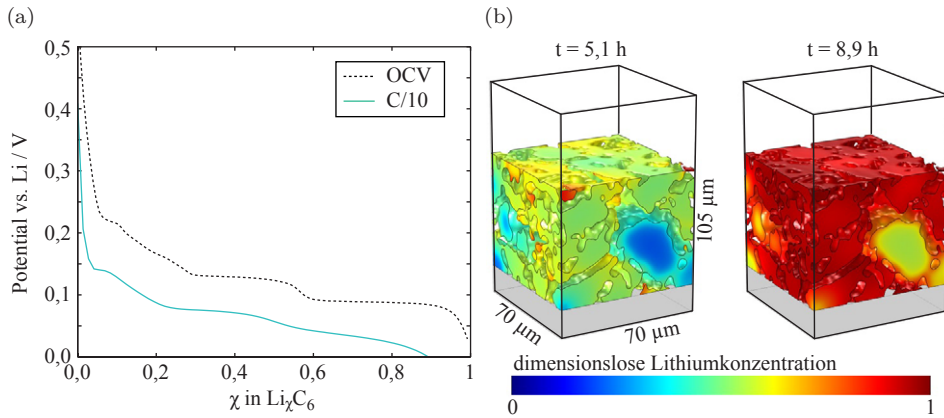 (a)
0,5
0,4
0,3
0,2
0,1
0,0
Potential vs. Li / V
OCV
C/10
0,0
0,2
0,4
0,6
0,8
1
χ in LiχC6
(b)
t = 5,1 h
t = 8,9 h
105 µm
70 µm
70 µm
dimensionslose Lithiumkonzentration
0
1